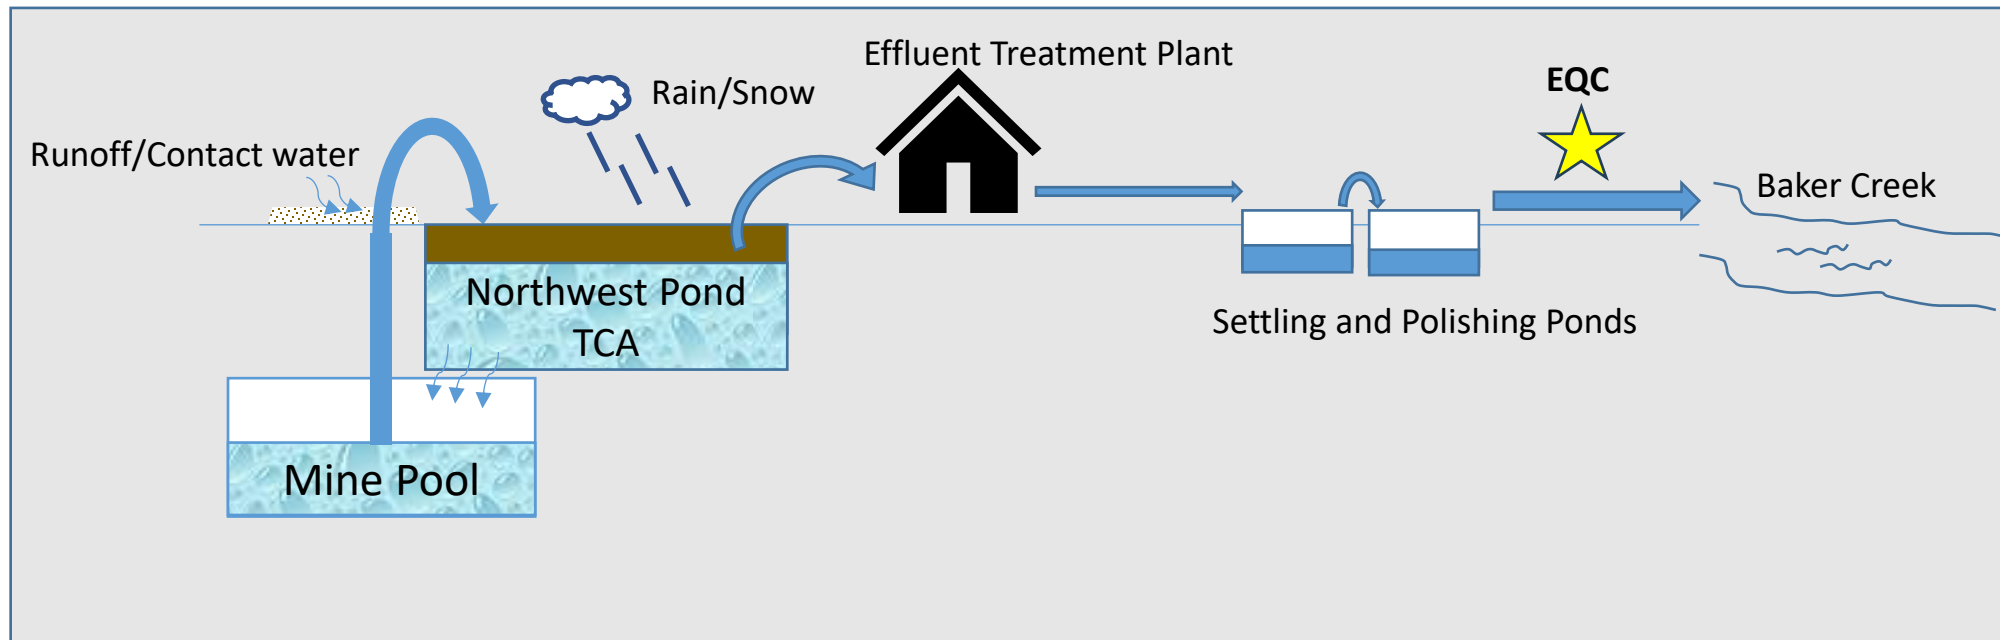 Effluent Treatment Plant
EQC
Rain/Snow
Runoff/Contact water
Baker Creek
Northwest Pond
TCA
Settling and Polishing Ponds
Mine Pool